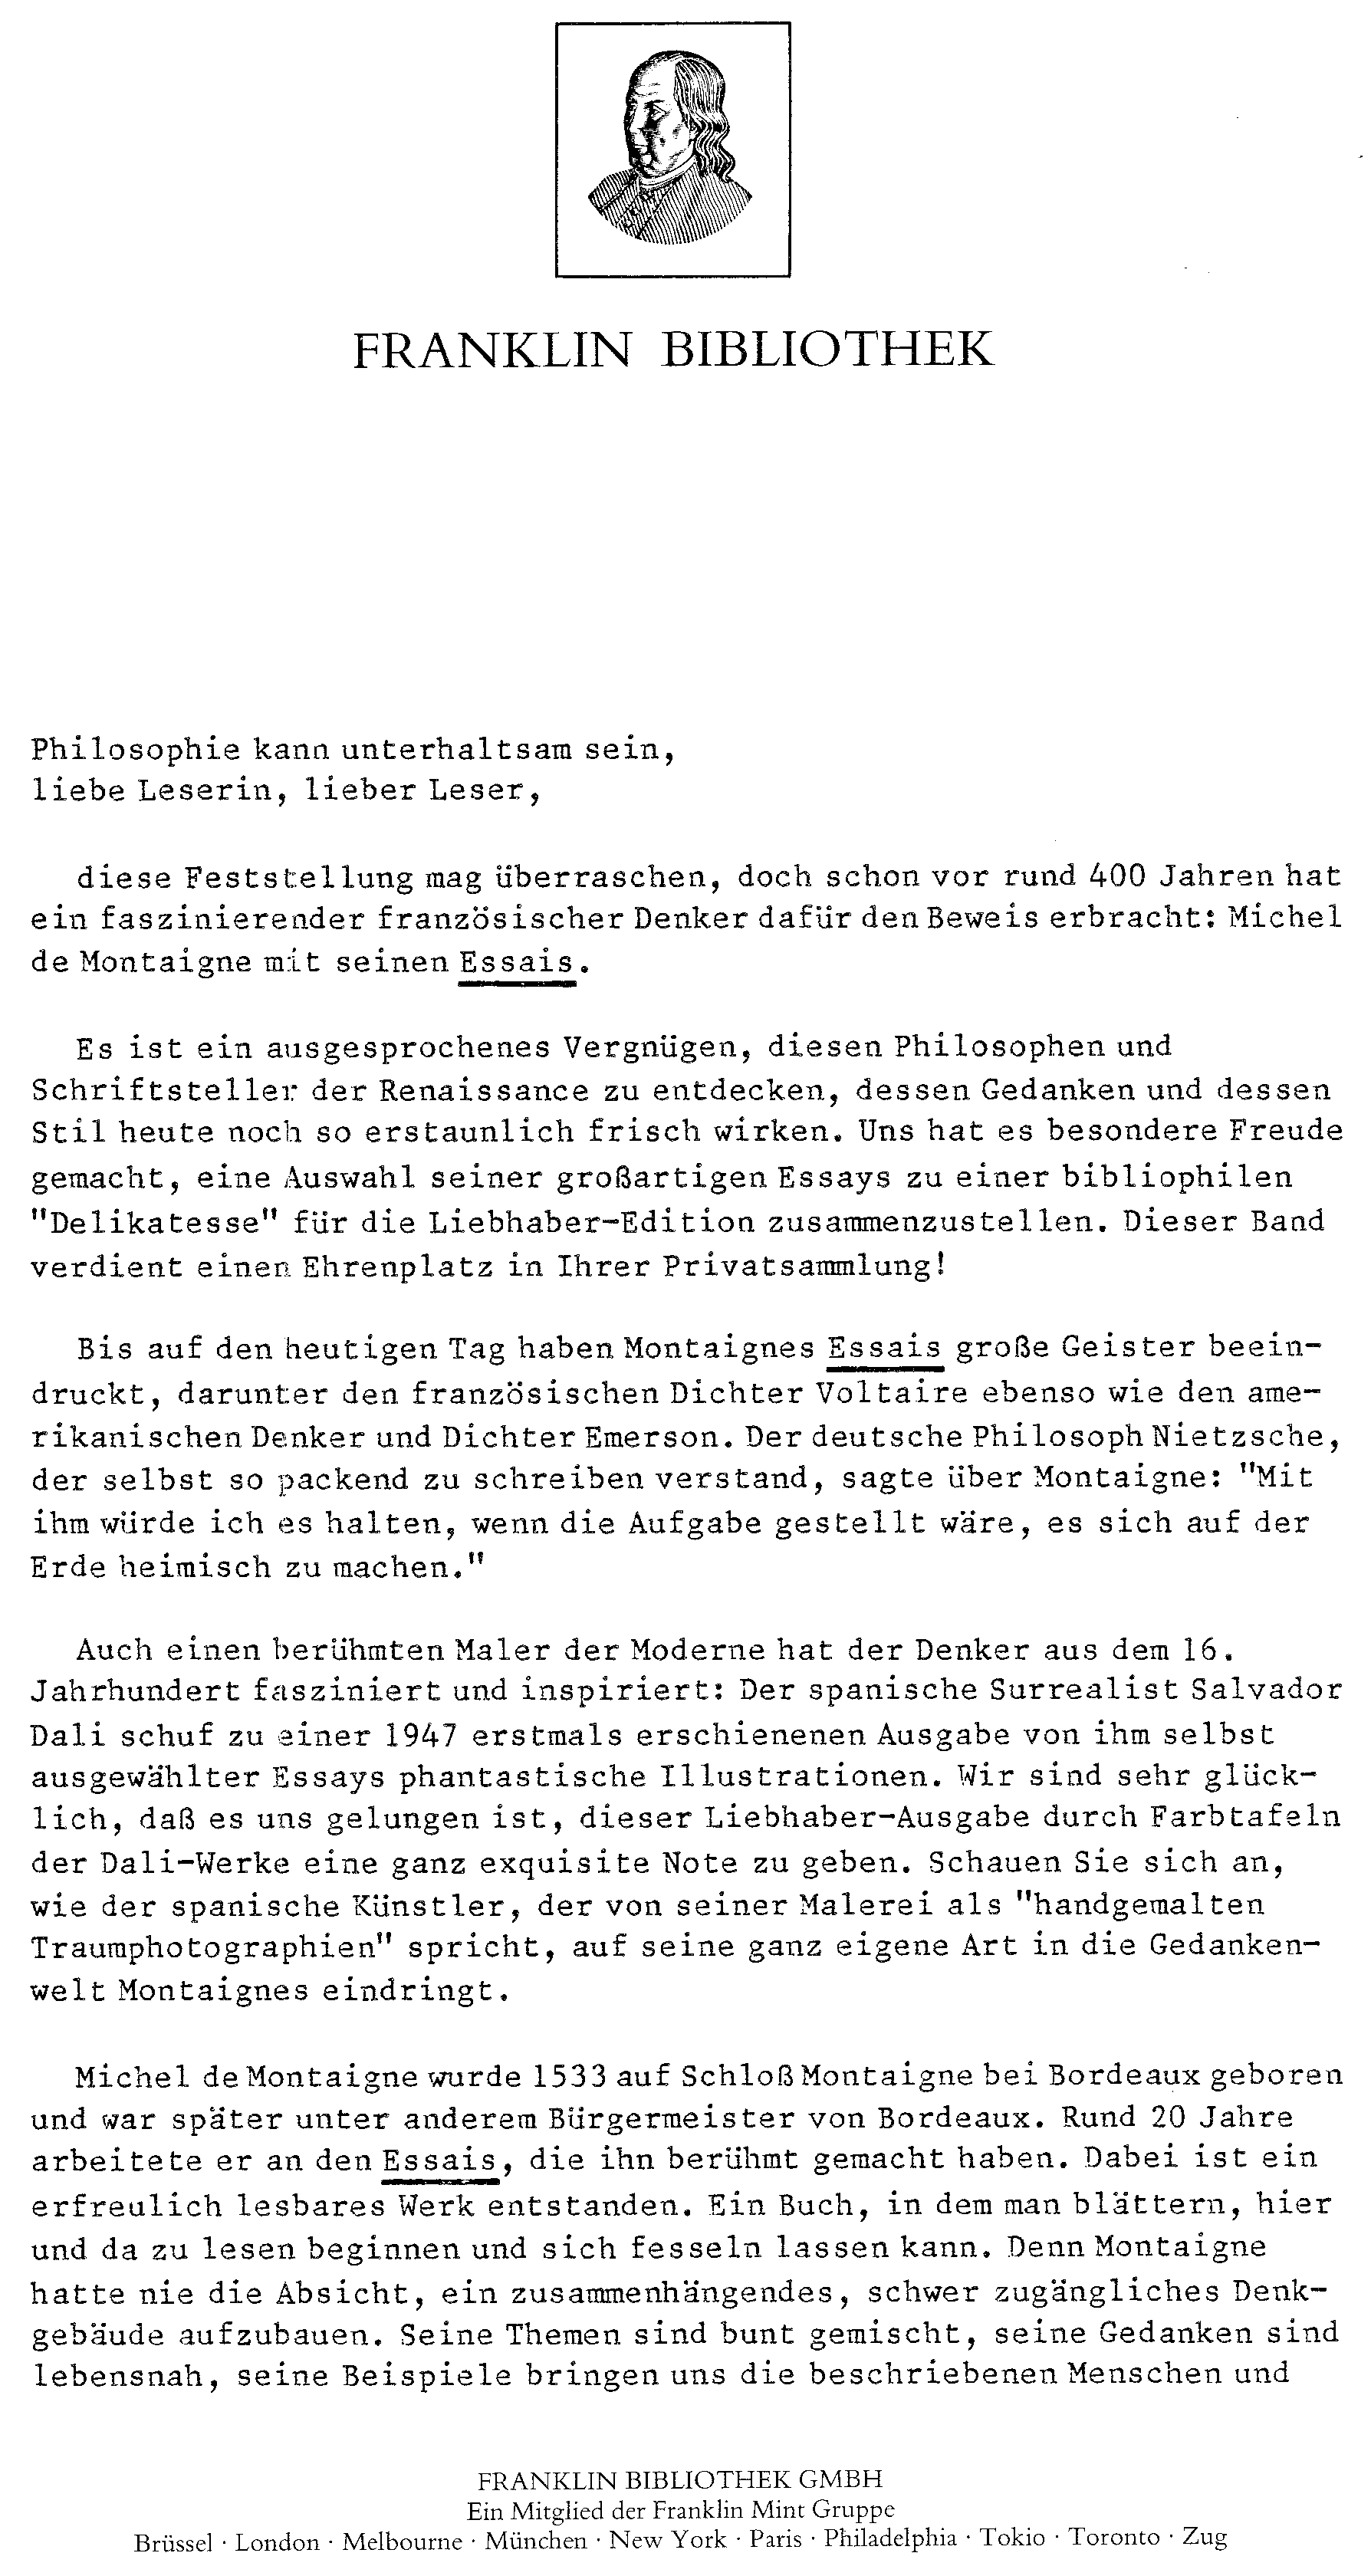 FRANKLIN BIBLIOTHEK
Philosophie kann unterhaltsam sein,
liebe Leserin, lieber Leser,
diese Feststellung mag überraschen, doch schon vor rund 400 Jahren hat
ein faszinierender französischer Denker dafür den Beweis erbracht: Michel
de Montaigne mit seinen Essais.
Es ist ein ausgesprochenes Vergnügen, diesen Philosophen und
Schriftsteller der Renaissance zu entdecken, dessen Gedanken und dessen
Stil heute noch so erstaunlich frisch wirken. Uns hat es besondere Freude
gemacht, eine Auswahl seiner großartigen Essays zu einer bibliophilen
"Delikatesse" für die Liebhaber-Edition zusammenzustellen. Dieser Band
verdient einen Ehrenplatz in Ihrer Privatsammlung!
Bis auf den heutigen Tag haben Montaignes Essais große Geister beein-
druckt, darunter den französischen Dichter Voltaire ebenso wie den ame-
rikanischen Denker und Dichter Emerson. Der deutsche Philosoph Nietzsche,
der selbst so packend zu schreiben verstand, sagte über Montaigne: "Mit
ihm würde ich es halten, wenn die Aufgabe gestellt wäre, es sich auf der
Erde heimisch zu machen."
Auch einen berühmten Maler der Moderne hat der Denker aus dem 16.
Jahrhundert fasziniert und inspiriert: Der spanische Surrealist Salvador
Dali schuf zu einer 1947 erstmals erschienenen Ausgabe von ihm selbst
ausgewählter Essays phantastische Illustrationen. Wir sind sehr glück-
lich, daß es uns gelungen ist, dieser Liebhaber-Ausgabe durch Farbtafeln
der Dali-Werke eine ganz exquisite Note zu geben. Schauen Sie sich an,
wie der spanische Künstler, der von seiner Malerei als "handgemalten
Traumphotographien" spricht, auf seine ganz eigene Art in die Gedanken-
welt Montaignes eindringt.
Michel de Montaigne wurde 1533 auf Schloß Montaigne bei Bordeaux geboren
und war später unter anderem Bürgermeister von Bordeaux. Rund 20 Jahre
arbeitete er an den Essais, die ihn berühmt gemacht haben. Dabei ist ein
erfreulich lesbares Werk entstanden. Ein Buch, in dem man blättern, hier
und da zu lesen beginnen und sich fesseln lassen kann. Denn Montaigne
hatte nie die Absicht, ein zusammenhängendes, schwer zugängliches Denk-
gebäude aufzubauen. Seine Themen sind bunt gemischt, seine Gedanken sind
lebensnah, seine Beispiele bringen uns die beschriebenen Menschen und
FRANKLIN BIBLIOTHEK GMBH
Ein Mitglied der Franklin Mint Gruppe
Brüssel · London · Melbourne · München · New York · Paris · Philadelphia · Tokio · Toronto · Zug